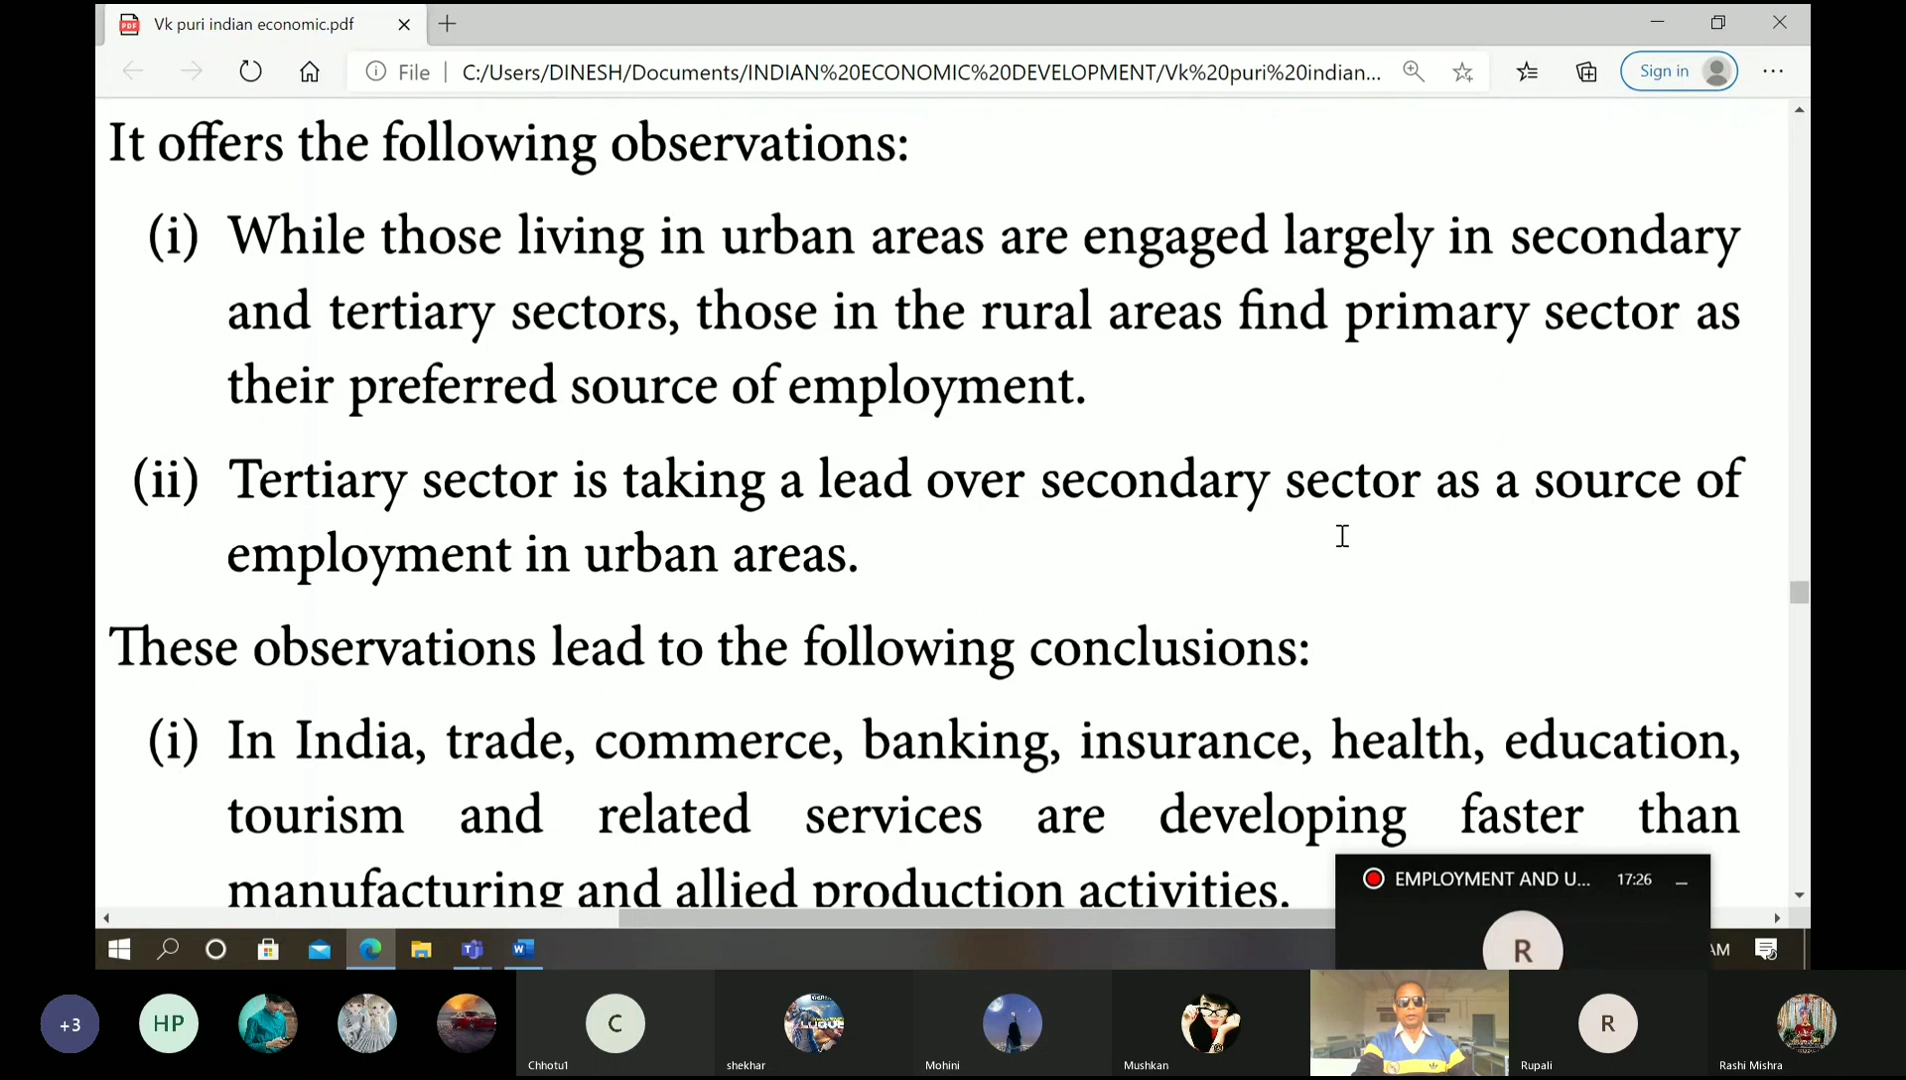 Vk puri indian economic.pdf
File
C:/Users/DINESH/Documents/INDIAN%20ECONOMIC%20DEVELOPMENT/Vk%20puri%20indian...
Sign in
It offers the following observations:
(i) While those living in urban areas are engaged largely in secondary
and tertiary sectors, those in the rural areas find primary sector as
their preferred source of employment.
(ii) Tertiary sector is taking a lead over secondary sector as a source of
employment in urban areas.
These observations lead to the following conclusions:
(i) In India, trade, commerce, banking, insurance, health, education,
tourism and related services are developing faster than
manufacturing and allied production activities.
EMPLOYMENT AND U... 17:26
R
AM
+3
HP
C
R
Chhotu1
shekhar
Mohini
Mushkan
Rupali
Rashi Mishra